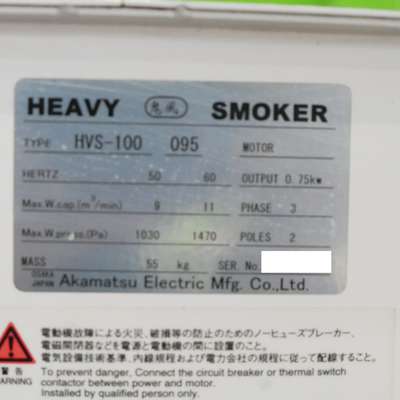 HEAVY 鬼風 SMOKER
TYPE HVS-100 095 MOTOR
HERTZ 50 60 OUTPUT 0.75kw
Max.W.cap.(m³/min) 9 11 PHASE 3
Max.W.press.(Pa) 1030 1470 POLES 2
MASS 55 kg SER. No.
OSAKA JAPAN Akamatsu Electric Mfg. Co.,Ltd.
電動機故障による火災、破損等の防止のためのノーヒューズブレーカー、
電磁開閉器などを電源と電動機の間に設置のこと。
電気設備技術基準、内線規程および電力会社の規程に従って配線すること。
警告
WARNING
To prevent danger, Connect the circuit breaker or thermal switch
contactor between power and motor.
Installed by qualified person only.